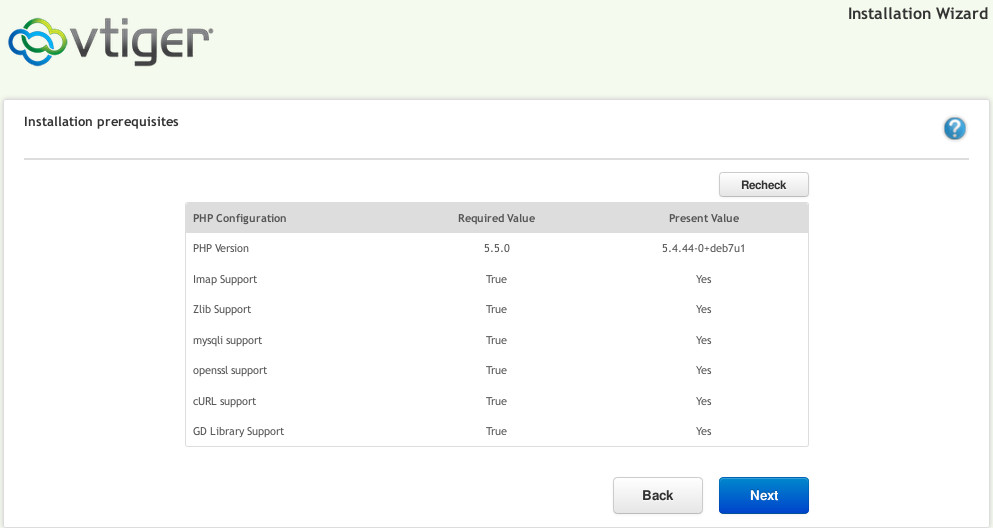 Installation Wizard
vtiger
Installation prerequisites
?
Recheck
PHP Configuration Required Value Present Value
PHP Version 5.5.0 5.4.44-0+deb7u1
Imap Support True Yes
Zlib Support True Yes
mysqli support True Yes
openssl support True Yes
cURL support True Yes
GD Library Support True Yes
Back Next